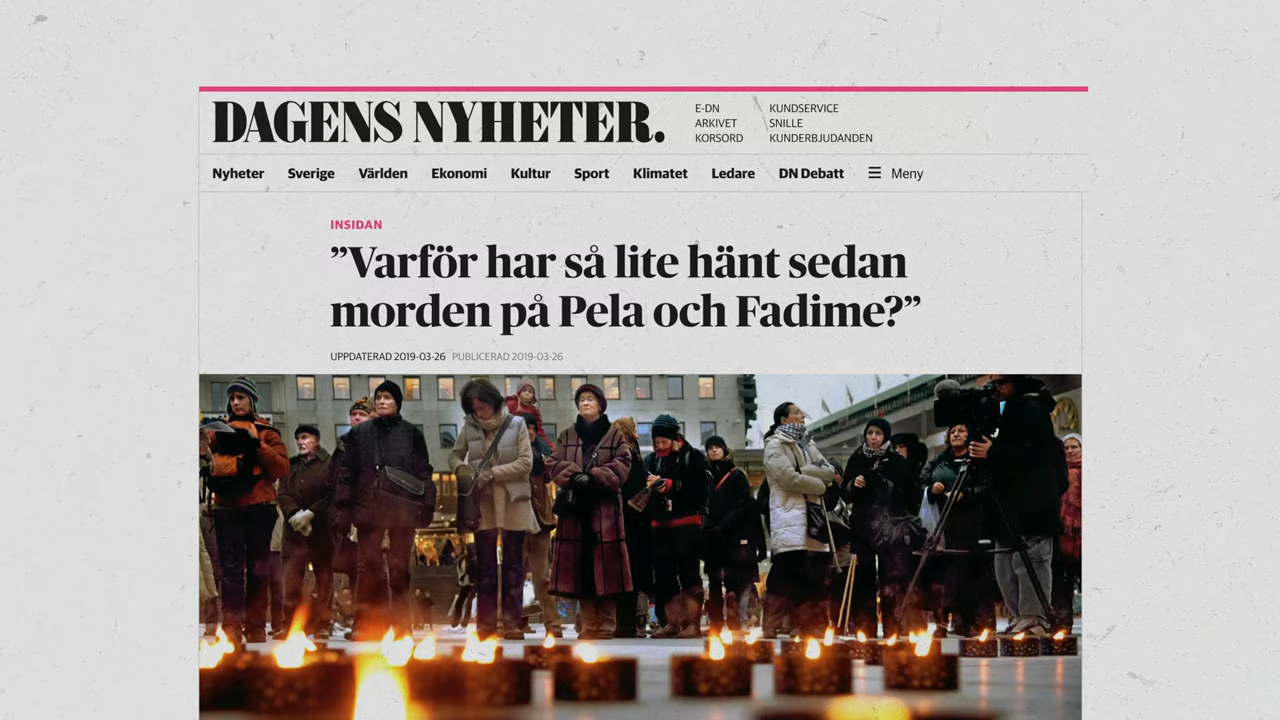 DAGENS NYHETER.
E-DN
ARKIVET
KORSORD
KUNDSERVICE
SNILLE
KUNDERBJUDANDEN
Nyheter Sverige Världen Ekonomi Kultur Sport Klimatet Ledare DN Debatt Meny
INSIDAN
”Varför har så lite hänt sedan
morden på Pela och Fadime?”
UPPDATERAD 2019-03-26 PUBLICERAD 2019-03-26